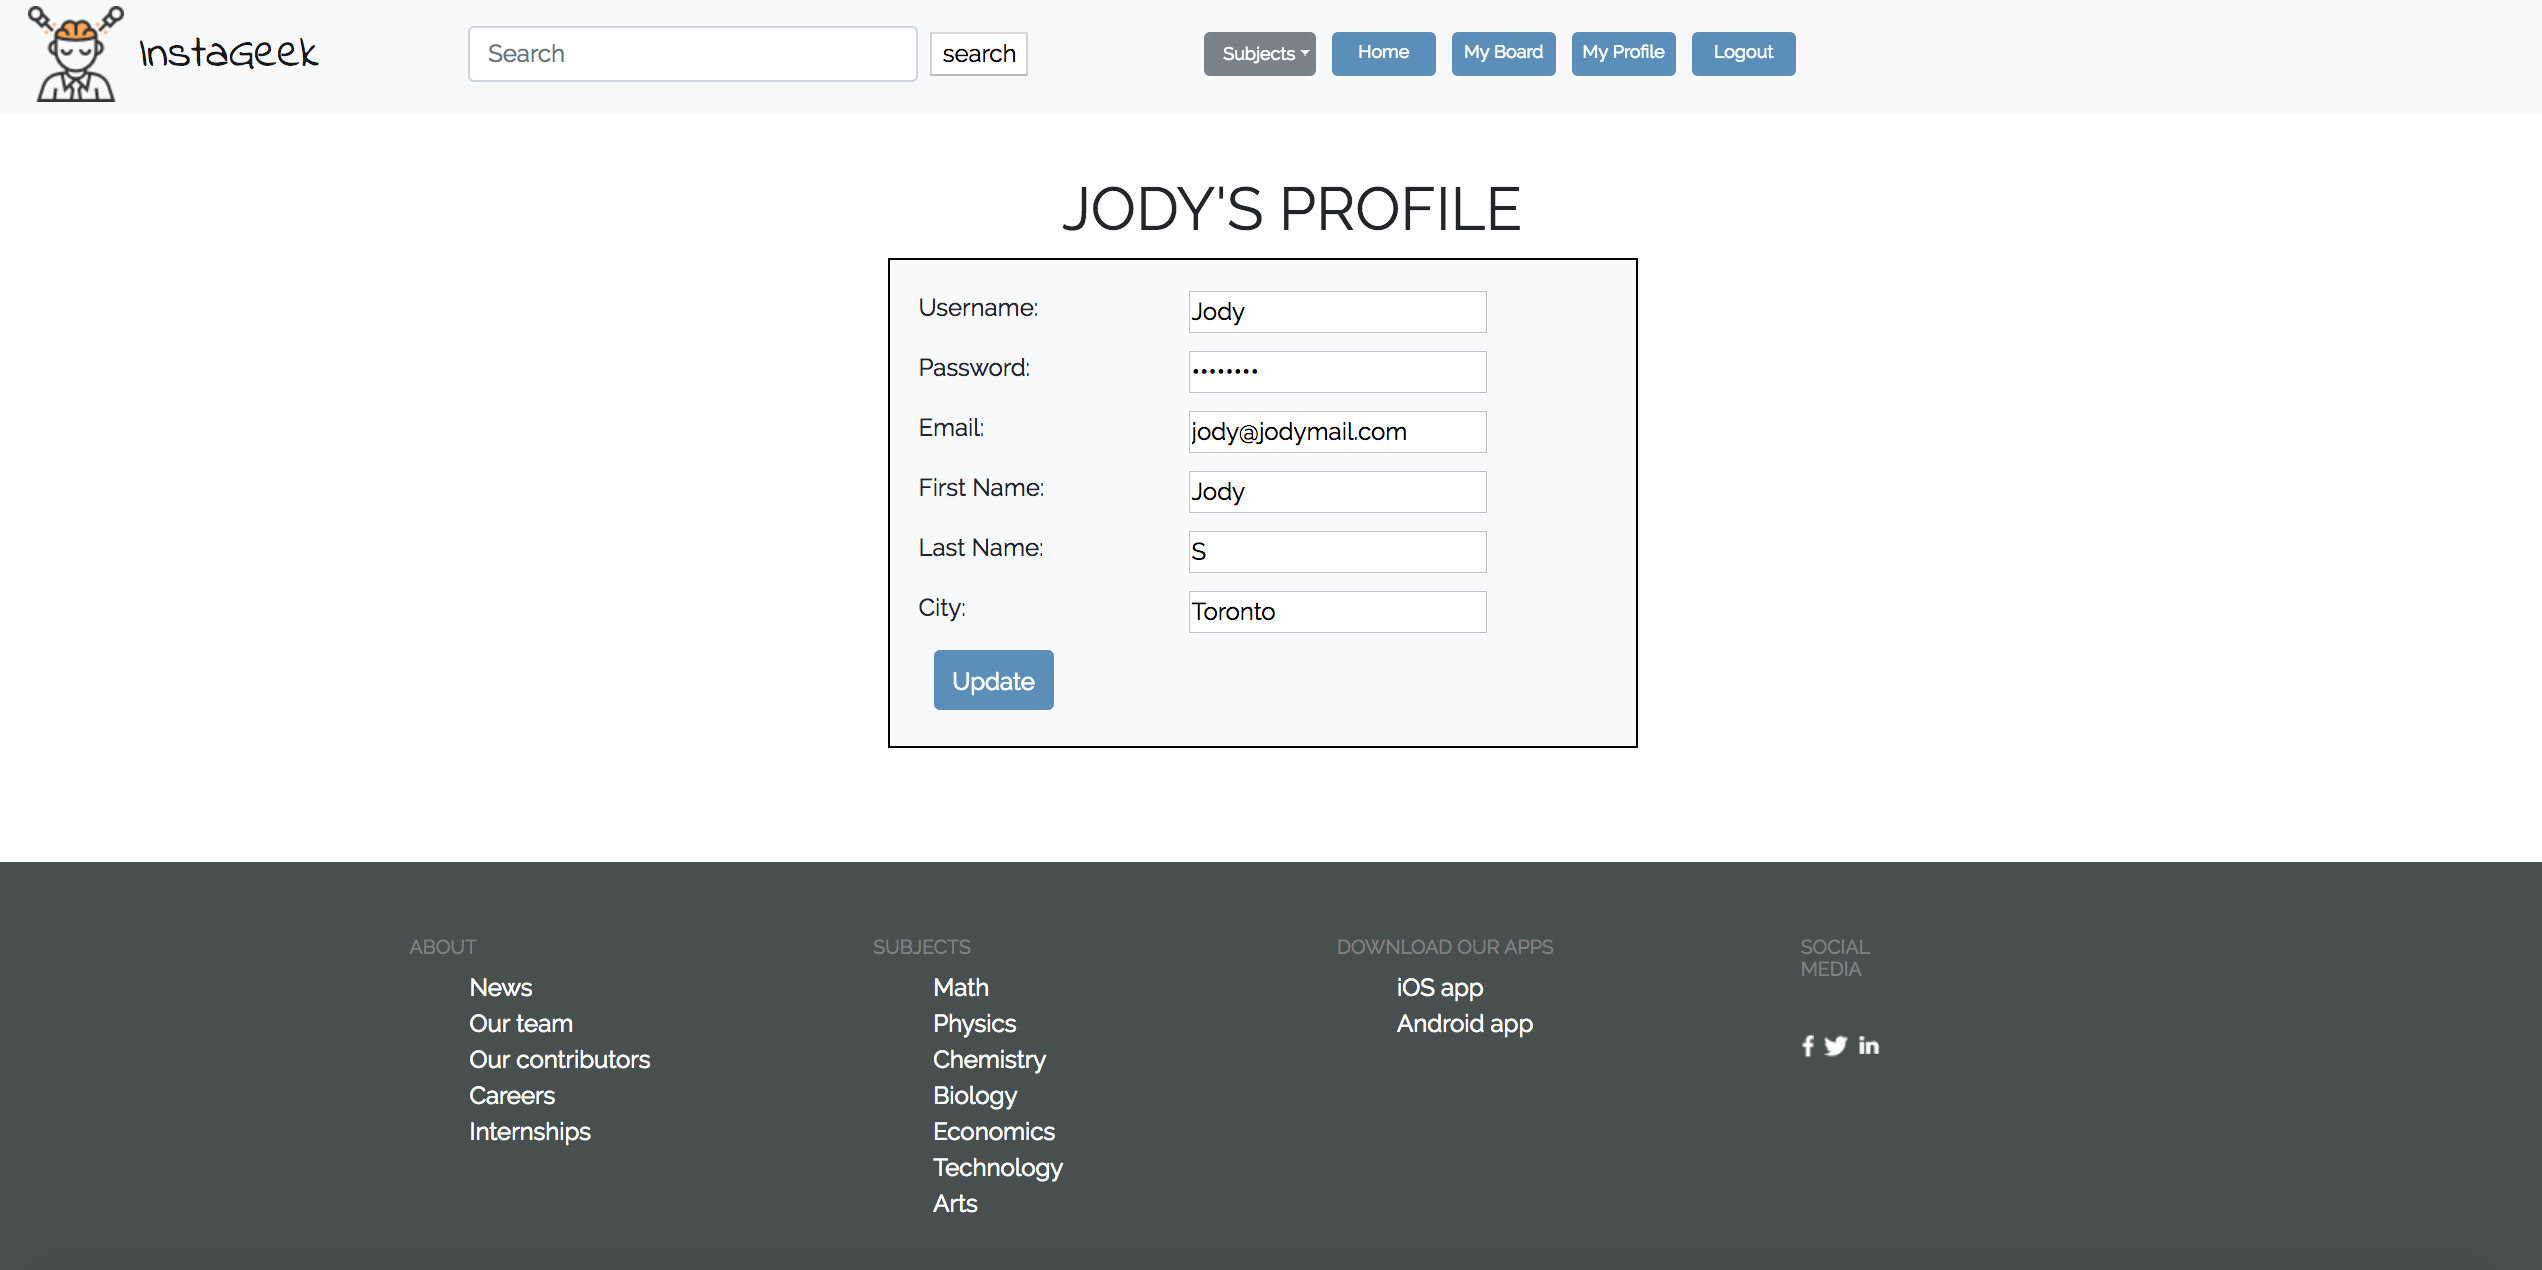 InstaGeek
Search
search
Subjects
Home
My Board
My Profile
Logout
JODY'S PROFILE
Username: Jody
Password: ••••••••
Email: jody@jodymail.com
First Name: Jody
Last Name: S
City: Toronto
Update
ABOUT
News
Our team
Our contributors
Careers
Internships
SUBJECTS
Math
Physics
Chemistry
Biology
Economics
Technology
Arts
DOWNLOAD OUR APPS
iOS app
Android app
SOCIAL
MEDIA